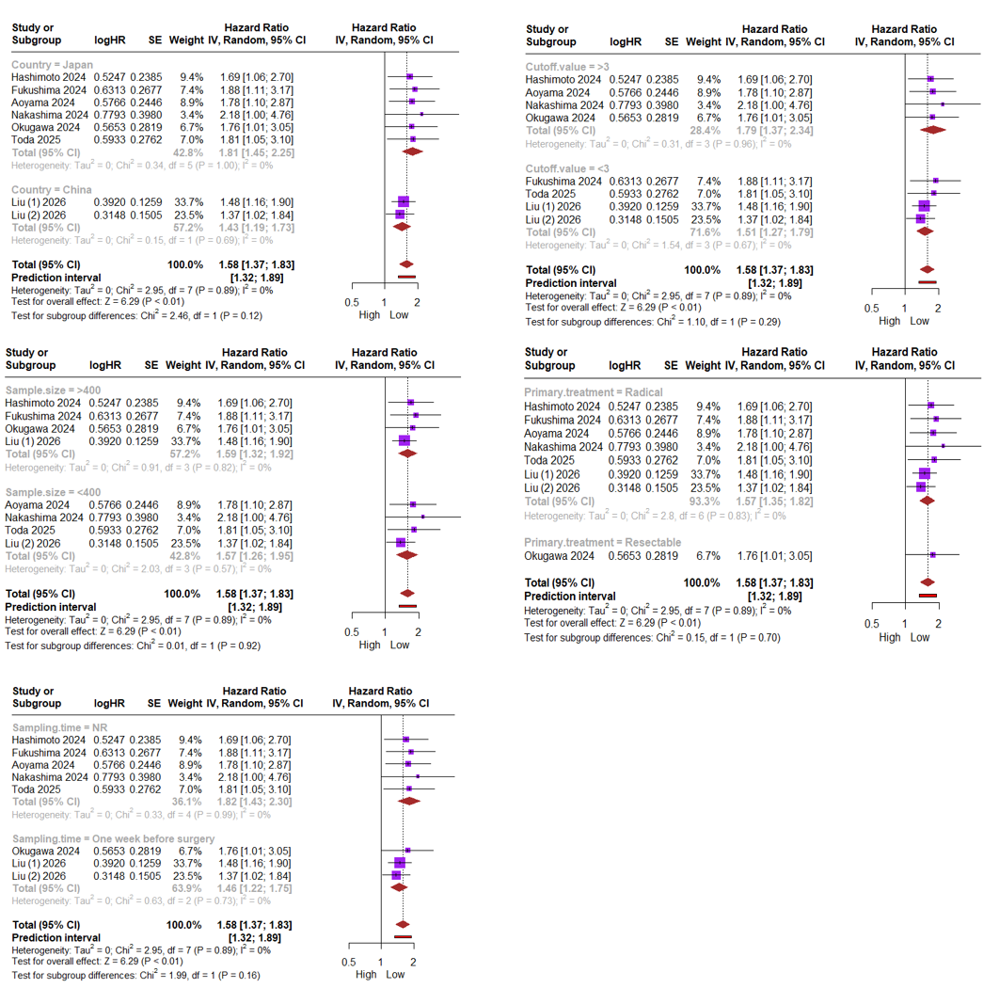 Study or Hazard Ratio Hazard Ratio
Subgroup logHR SE Weight IV, Random, 95% CI IV, Random, 95% CI
Country = Japan
Hashimoto 2024 0.5247 0.2385 9.4% 1.69 [1.06; 2.70]
Fukushima 2024 0.6313 0.2677 7.4% 1.88 [1.11; 3.17]
Aoyama 2024 0.5766 0.2446 8.9% 1.78 [1.10; 2.87]
Nakashima 2024 0.7793 0.3980 3.4% 2.18 [1.00; 4.76]
Okugawa 2024 0.5653 0.2819 6.7% 1.76 [1.01; 3.05]
Toda 2025 0.5933 0.2762 7.0% 1.81 [1.05; 3.10]
Total (95% CI) 42.8% 1.81 [1.45; 2.25]
Heterogeneity: Tau² = 0; Chi² = 0.34, df = 5 (P = 1.00); I² = 0%
Country = China
Liu (1) 2026 0.3920 0.1259 33.7% 1.48 [1.16; 1.90]
Liu (2) 2026 0.3148 0.1505 23.5% 1.37 [1.02; 1.84]
Total (95% CI) 57.2% 1.43 [1.19; 1.73]
Heterogeneity: Tau² = 0; Chi² = 0.15, df = 1 (P = 0.69); I² = 0%
Total (95% CI) 100.0% 1.58 [1.37; 1.83]
Prediction interval [1.32; 1.89]
Heterogeneity: Tau² = 0; Chi² = 2.95, df = 7 (P = 0.89); I² = 0%
Test for overall effect: Z = 6.29 (P < 0.01)
0.5 1 2
Test for subgroup differences: Chi² = 2.46, df = 1 (P = 0.12)
High Low
Study or Hazard Ratio Hazard Ratio
Subgroup logHR SE Weight IV, Random, 95% CI IV, Random, 95% CI
Cutoff.value = >3
Hashimoto 2024 0.5247 0.2385 9.4% 1.69 [1.06; 2.70]
Aoyama 2024 0.5766 0.2446 8.9% 1.78 [1.10; 2.87]
Nakashima 2024 0.7793 0.3980 3.4% 2.18 [1.00; 4.76]
Okugawa 2024 0.5653 0.2819 6.7% 1.76 [1.01; 3.05]
Total (95% CI) 28.4% 1.79 [1.37; 2.34]
Heterogeneity: Tau² = 0; Chi² = 0.31, df = 3 (P = 0.96); I² = 0%
Cutoff.value = <3
Fukushima 2024 0.6313 0.2677 7.4% 1.88 [1.11; 3.17]
Toda 2025 0.5933 0.2762 7.0% 1.81 [1.05; 3.10]
Liu (1) 2026 0.3920 0.1259 33.7% 1.48 [1.16; 1.90]
Liu (2) 2026 0.3148 0.1505 23.5% 1.37 [1.02; 1.84]
Total (95% CI) 71.6% 1.51 [1.27; 1.79]
Heterogeneity: Tau² = 0; Chi² = 1.54, df = 3 (P = 0.67); I² = 0%
Total (95% CI) 100.0% 1.58 [1.37; 1.83]
Prediction interval [1.32; 1.89]
Heterogeneity: Tau² = 0; Chi² = 2.95, df = 7 (P = 0.89); I² = 0%
Test for overall effect: Z = 6.29 (P < 0.01)
0.5 1 2
Test for subgroup differences: Chi² = 1.10, df = 1 (P = 0.29)
High Low
Study or Hazard Ratio Hazard Ratio
Subgroup logHR SE Weight IV, Random, 95% CI IV, Random, 95% CI
Sample.size = >400
Hashimoto 2024 0.5247 0.2385 9.4% 1.69 [1.06; 2.70]
Fukushima 2024 0.6313 0.2677 7.4% 1.88 [1.11; 3.17]
Okugawa 2024 0.5653 0.2819 6.7% 1.76 [1.01; 3.05]
Liu (1) 2026 0.3920 0.1259 33.7% 1.48 [1.16; 1.90]
Total (95% CI) 57.2% 1.59 [1.32; 1.92]
Heterogeneity: Tau² = 0; Chi² = 0.91, df = 3 (P = 0.82); I² = 0%
Sample.size = <400
Aoyama 2024 0.5766 0.2446 8.9% 1.78 [1.10; 2.87]
Nakashima 2024 0.7793 0.3980 3.4% 2.18 [1.00; 4.76]
Toda 2025 0.5933 0.2762 7.0% 1.81 [1.05; 3.10]
Liu (2) 2026 0.3148 0.1505 23.5% 1.37 [1.02; 1.84]
Total (95% CI) 42.8% 1.57 [1.26; 1.95]
Heterogeneity: Tau² = 0; Chi² = 2.03, df = 3 (P = 0.57); I² = 0%
Total (95% CI) 100.0% 1.58 [1.37; 1.83]
Prediction interval [1.32; 1.89]
Heterogeneity: Tau² = 0; Chi² = 2.95, df = 7 (P = 0.89); I² = 0%
Test for overall effect: Z = 6.29 (P < 0.01)
0.5 1 2
Test for subgroup differences: Chi² = 0.01, df = 1 (P = 0.92)
High Low
Study or Hazard Ratio Hazard Ratio
Subgroup logHR SE Weight IV, Random, 95% CI IV, Random, 95% CI
Primary.treatment = Radical
Hashimoto 2024 0.5247 0.2385 9.4% 1.69 [1.06; 2.70]
Fukushima 2024 0.6313 0.2677 7.4% 1.88 [1.11; 3.17]
Aoyama 2024 0.5766 0.2446 8.9% 1.78 [1.10; 2.87]
Nakashima 2024 0.7793 0.3980 3.4% 2.18 [1.00; 4.76]
Toda 2025 0.5933 0.2762 7.0% 1.81 [1.05; 3.10]
Liu (1) 2026 0.3920 0.1259 33.7% 1.48 [1.16; 1.90]
Liu (2) 2026 0.3148 0.1505 23.5% 1.37 [1.02; 1.84]
Total (95% CI) 93.3% 1.57 [1.35; 1.82]
Heterogeneity: Tau² = 0; Chi² = 2.8, df = 6 (P = 0.83); I² = 0%
Primary.treatment = Resectable
Okugawa 2024 0.5653 0.2819 6.7% 1.76 [1.01; 3.05]
Total (95% CI) 100.0% 1.58 [1.37; 1.83]
Prediction interval [1.32; 1.89]
Heterogeneity: Tau² = 0; Chi² = 2.95, df = 7 (P = 0.89); I² = 0%
Test for overall effect: Z = 6.29 (P < 0.01)
0.5 1 2
Test for subgroup differences: Chi² = 0.15, df = 1 (P = 0.70)
High Low
Study or Hazard Ratio Hazard Ratio
Subgroup logHR SE Weight IV, Random, 95% CI IV, Random, 95% CI
Sampling.time = NR
Hashimoto 2024 0.5247 0.2385 9.4% 1.69 [1.06; 2.70]
Fukushima 2024 0.6313 0.2677 7.4% 1.88 [1.11; 3.17]
Aoyama 2024 0.5766 0.2446 8.9% 1.78 [1.10; 2.87]
Nakashima 2024 0.7793 0.3980 3.4% 2.18 [1.00; 4.76]
Toda 2025 0.5933 0.2762 7.0% 1.81 [1.05; 3.10]
Total (95% CI) 36.1% 1.82 [1.43; 2.30]
Heterogeneity: Tau² = 0; Chi² = 0.33, df = 4 (P = 0.99); I² = 0%
Sampling.time = One week before surgery
Okugawa 2024 0.5653 0.2819 6.7% 1.76 [1.01; 3.05]
Liu (1) 2026 0.3920 0.1259 33.7% 1.48 [1.16; 1.90]
Liu (2) 2026 0.3148 0.1505 23.5% 1.37 [1.02; 1.84]
Total (95% CI) 63.9% 1.46 [1.22; 1.75]
Heterogeneity: Tau² = 0; Chi² = 0.63, df = 2 (P = 0.73); I² = 0%
Total (95% CI) 100.0% 1.58 [1.37; 1.83]
Prediction interval [1.32; 1.89]
Heterogeneity: Tau² = 0; Chi² = 2.95, df = 7 (P = 0.89); I² = 0%
Test for overall effect: Z = 6.29 (P < 0.01)
0.5 1 2
Test for subgroup differences: Chi² = 1.99, df = 1 (P = 0.16)
High Low